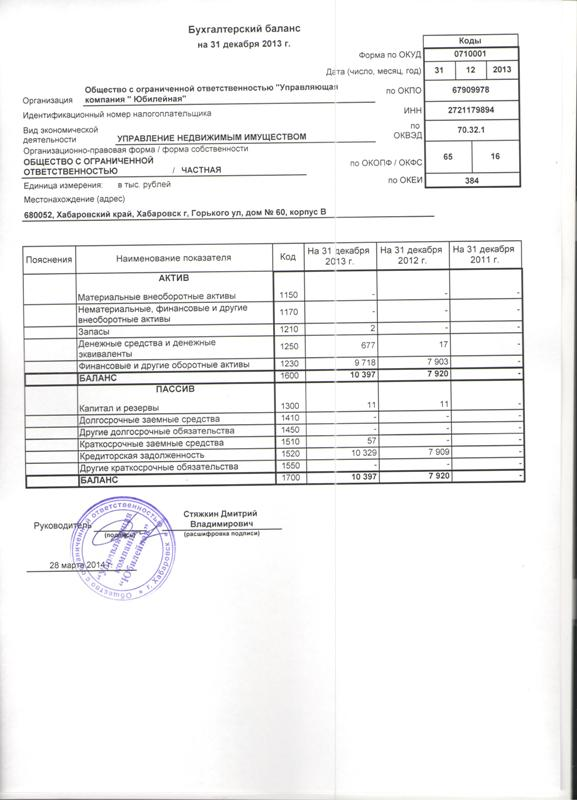 Бухгалтерский баланс
на 31 декабря 2013 г.
Коды
Форма по ОКУД 0710001
Дата (число, месяц, год) 31 12 2013
Организация Общество с ограниченной ответственностью "Управляющая компания " Юбилейная" по ОКПО 67909978
Идентификационный номер налогоплательщика ИНН 2721179894
Вид экономической деятельности УПРАВЛЕНИЕ НЕДВИЖИМЫМ ИМУЩЕСТВОМ по ОКВЭД 70.32.1
Организационно-правовая форма / форма собственности
ОБЩЕСТВО С ОГРАНИЧЕННОЙ
ОТВЕТСТВЕННОСТЬЮ / ЧАСТНАЯ по ОКОПФ / ОКФС 65 16
Единица измерения: в тыс. рублей по ОКЕИ 384
Местонахождение (адрес)
680052, Хабаровский край, Хабаровск г, Горького ул, дом № 60, корпус В
Пояснения Наименование показателя Код На 31 декабря 2013 г. На 31 декабря 2012 г. На 31 декабря 2011 г.
АКТИВ
Материальные внеоборотные активы 1150 - - -
Нематериальные, финансовые и другие внеоборотные активы 1170 - - -
Запасы 1210 2 - -
Денежные средства и денежные эквиваленты 1250 677 17 -
Финансовые и другие оборотные активы 1230 9 718 7 903 -
БАЛАНС 1600 10 397 7 920 -
ПАССИВ
Капитал и резервы 1300 11 11 -
Долгосрочные заемные средства 1410 - - -
Другие долгосрочные обязательства 1450 - - -
Краткосрочные заемные средства 1510 57 - -
Кредиторская задолженность 1520 10 329 7 909 -
Другие краткосрочные обязательства 1550 - - -
БАЛАНС 1700 10 397 7 920 -
Руководитель Стяжкин Дмитрий Владимирович
(подпись) (расшифровка подписи)
28 марта 2014 г.
Общество с ограниченной ответственностью * г. Хабаровск
"Управляющая
компания
"Юбилейная"